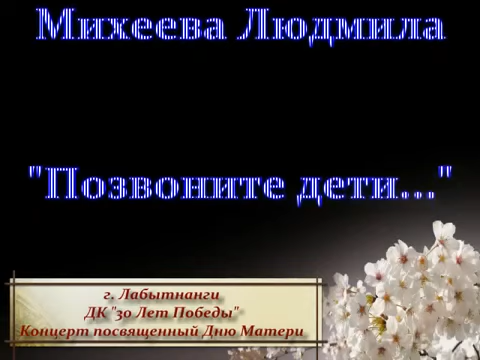 Михеева Людмила
"Позвоните дети..."
г. Лабытнанги
ДК "30 Лет Победы"
Концерт посвященный Дню Матери